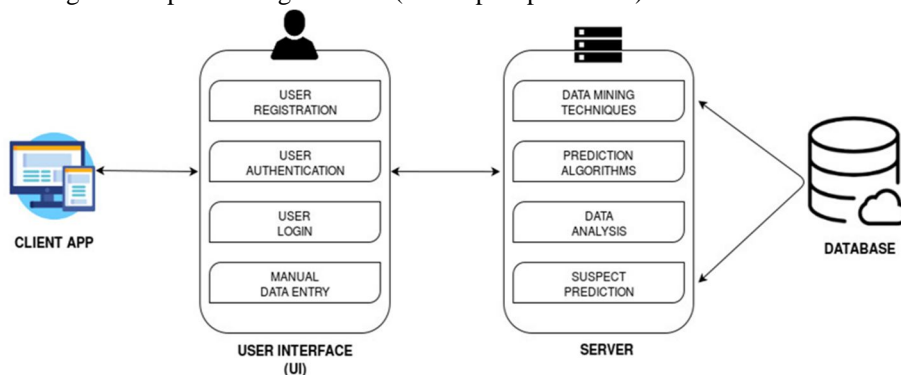 USER
REGISTRATION
USER
AUTHENTICATION
USER
LOGIN
MANUAL
DATA ENTRY
USER INTERFACE
(UI)
CLIENT APP
DATA MINING
TECHNIQUES
PREDICTION
ALGORITHMS
DATA
ANALYSIS
SUSPECT
PREDICTION
SERVER
DATABASE